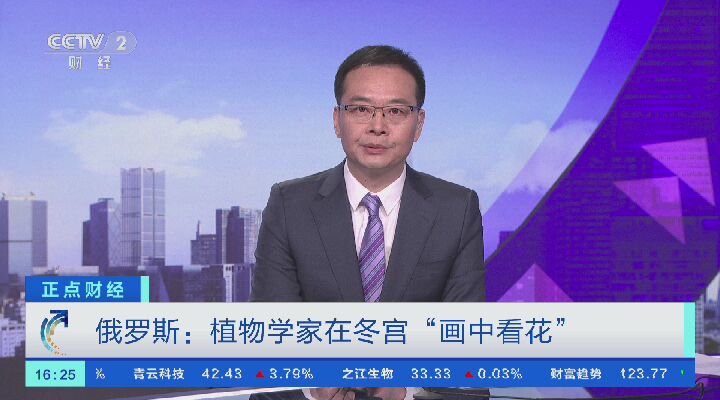 CCTV 2
财 经
正点财经
俄罗斯：植物学家在冬宫“画中看花”
16:25 % 青云科技 42.43 ▲3.79% 之江生物 33.33 ▲0.03% 财富趋势 123.77